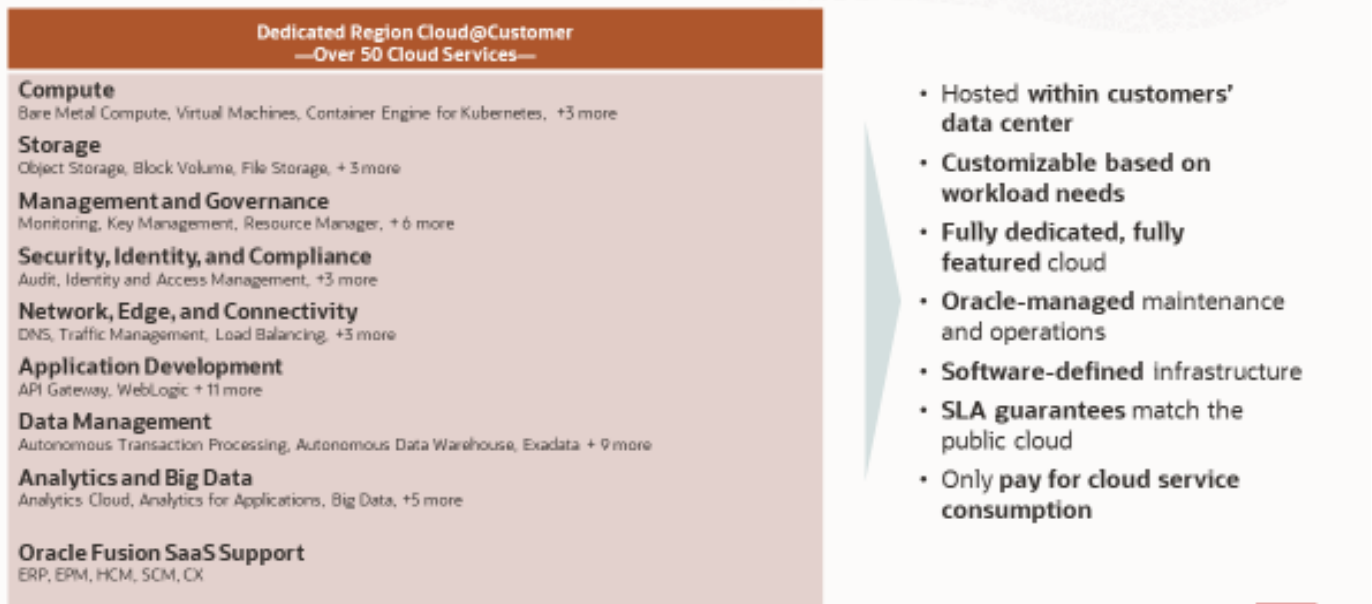 Dedicated Region Cloud@Customer
—Over 50 Cloud Services—
Compute
Bare Metal Compute, Virtual Machines, Container Engine for Kubernetes, +3 more
Storage
Object Storage, Block Volume, File Storage, + 3 more
Management and Governance
Monitoring, Key Management, Resource Manager, + 6 more
Security, Identity, and Compliance
Audit, Identity and Access Management, +3 more
Network, Edge, and Connectivity
DNS, Traffic Management, Load Balancing, +3 more
Application Development
API Gateway, WebLogic + 11 more
Data Management
Autonomous Transaction Processing, Autonomous Data Warehouse, Exadata + 9 more
Analytics and Big Data
Analytics Cloud, Analytics for Applications, Big Data, +5 more
Oracle Fusion SaaS Support
ERP, EPM, HCM, SCM, CX
• Hosted within customers’
data center
• Customizable based on
workload needs
• Fully dedicated, fully
featured cloud
• Oracle-managed maintenance
and operations
• Software-defined infrastructure
• SLA guarantees match the
public cloud
• Only pay for cloud service
consumption